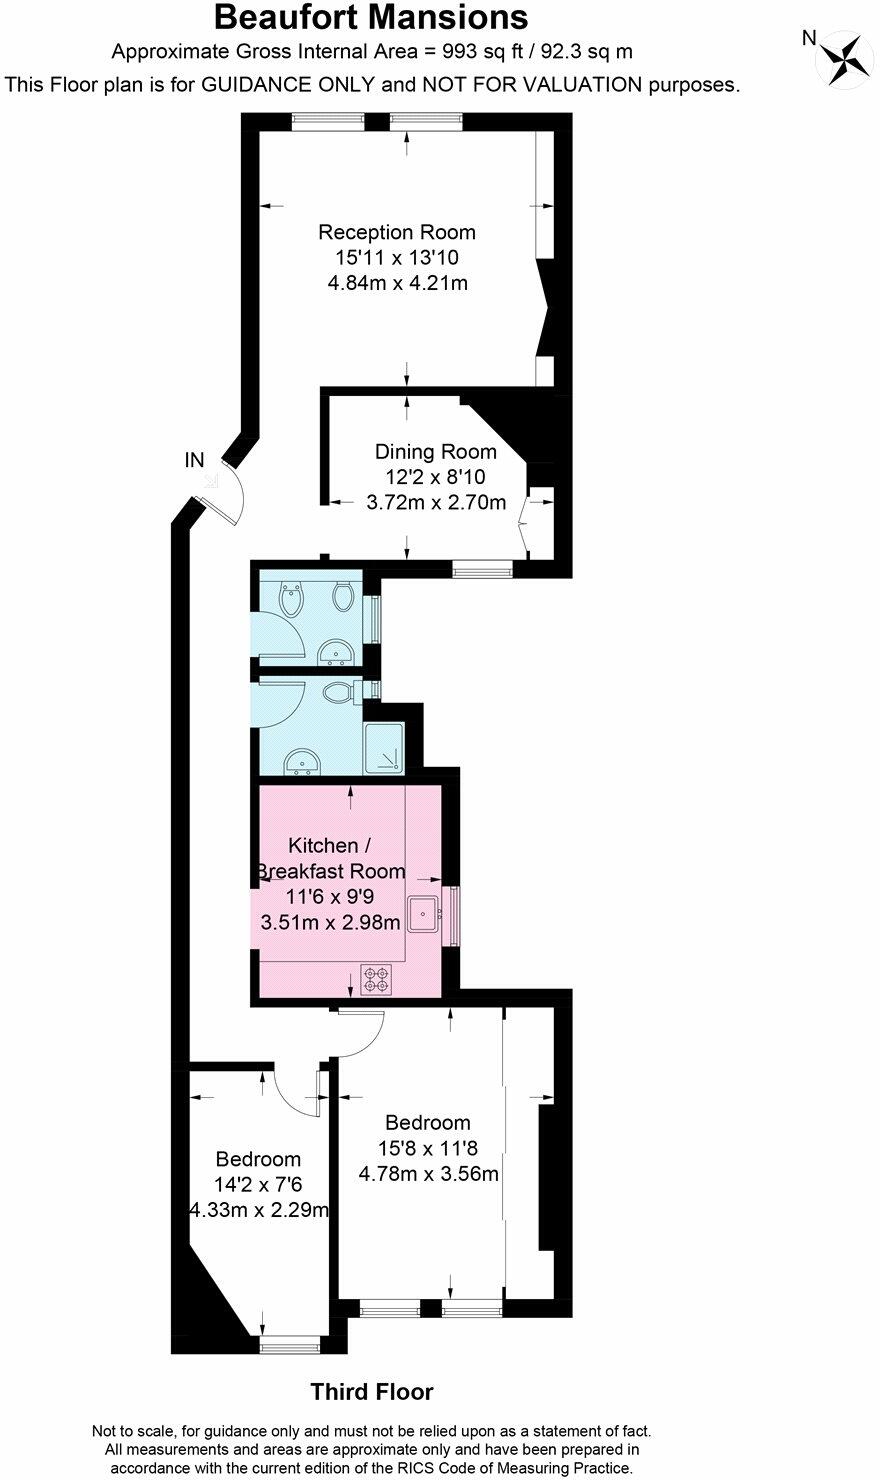 Beaufort Mansions
Approximate Gross Internal Area = 993 sq ft / 92.3 sq m
This Floor plan is for GUIDANCE ONLY and NOT FOR VALUATION purposes.
N
Reception Room
15'11 x 13'10
4.84m x 4.21m
IN
Dining Room
12'2 x 8'10
3.72m x 2.70m
Kitchen /
Breakfast Room
11'6 x 9'9
3.51m x 2.98m
Bedroom
15'8 x 11'8
4.78m x 3.56m
Bedroom
14'2 x 7'6
4.33m x 2.29m
Third Floor
Not to scale, for guidance only and must not be relied upon as a statement of fact.
All measurements and areas are approximate only and have been prepared in
accordance with the current edition of the RICS Code of Measuring Practice.